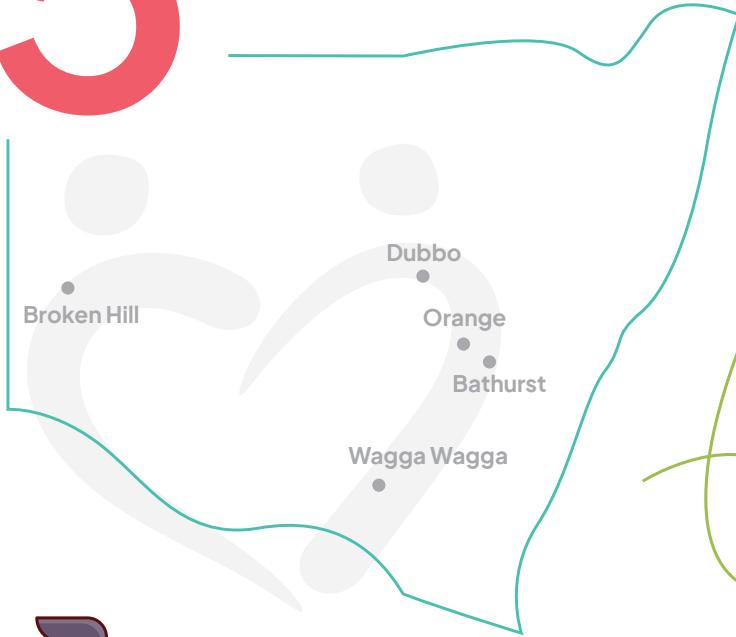 Dubbo
Broken Hill
Orange
Bathurst
Wagga Wagga